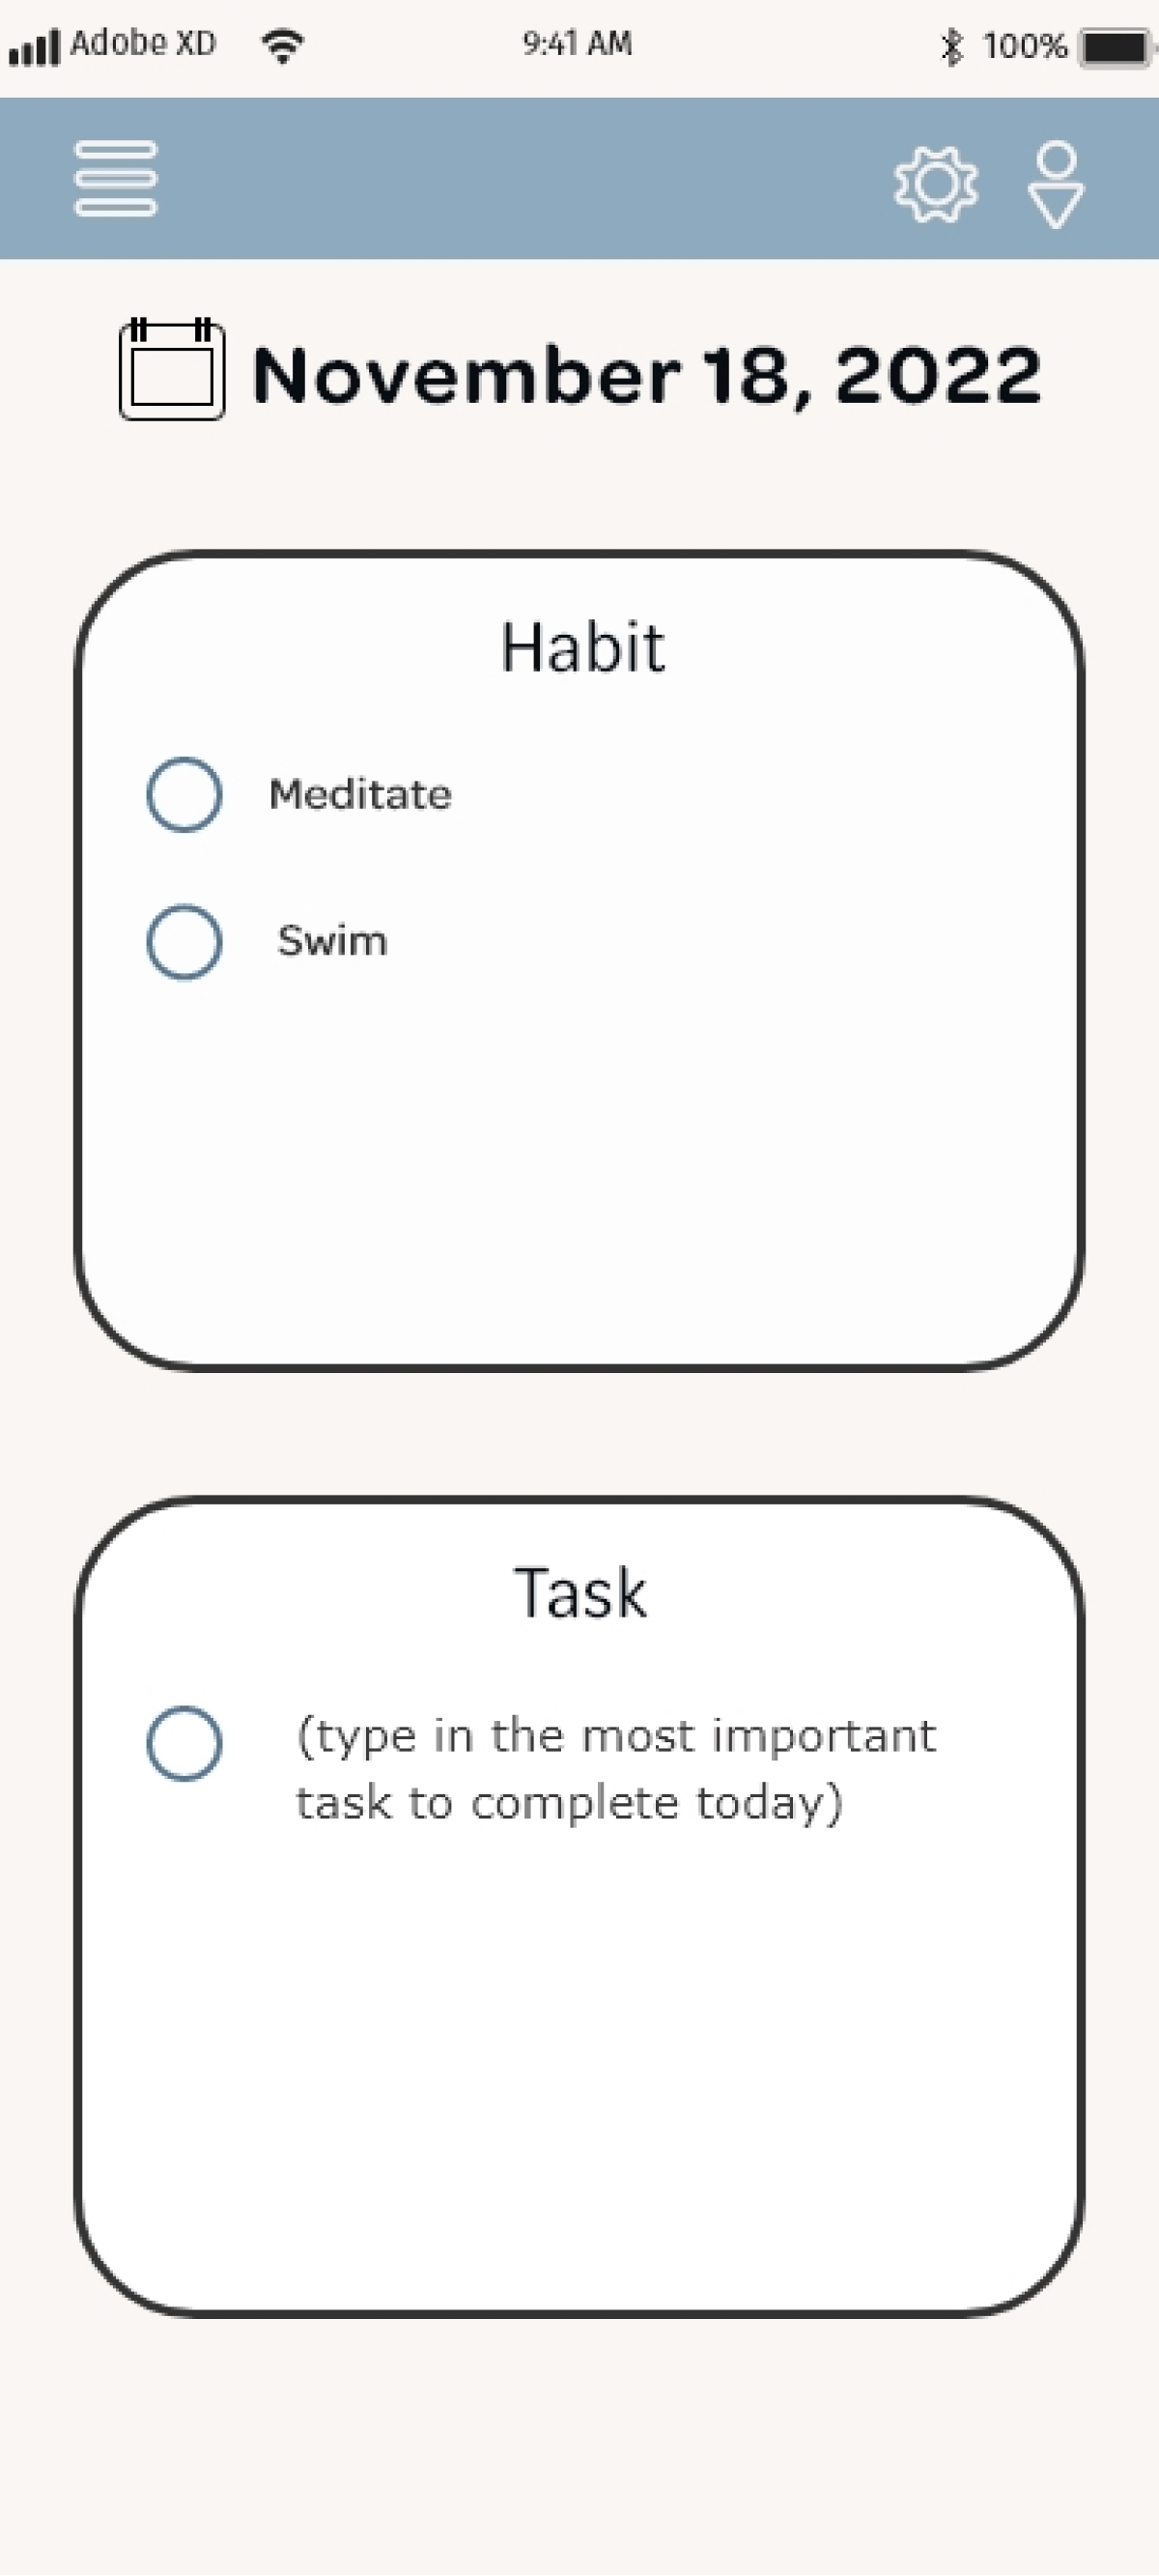 Adobe XD 9:41 AM 100%
November 18, 2022
Habit
Meditate
Swim
Task
(type in the most important
task to complete today)